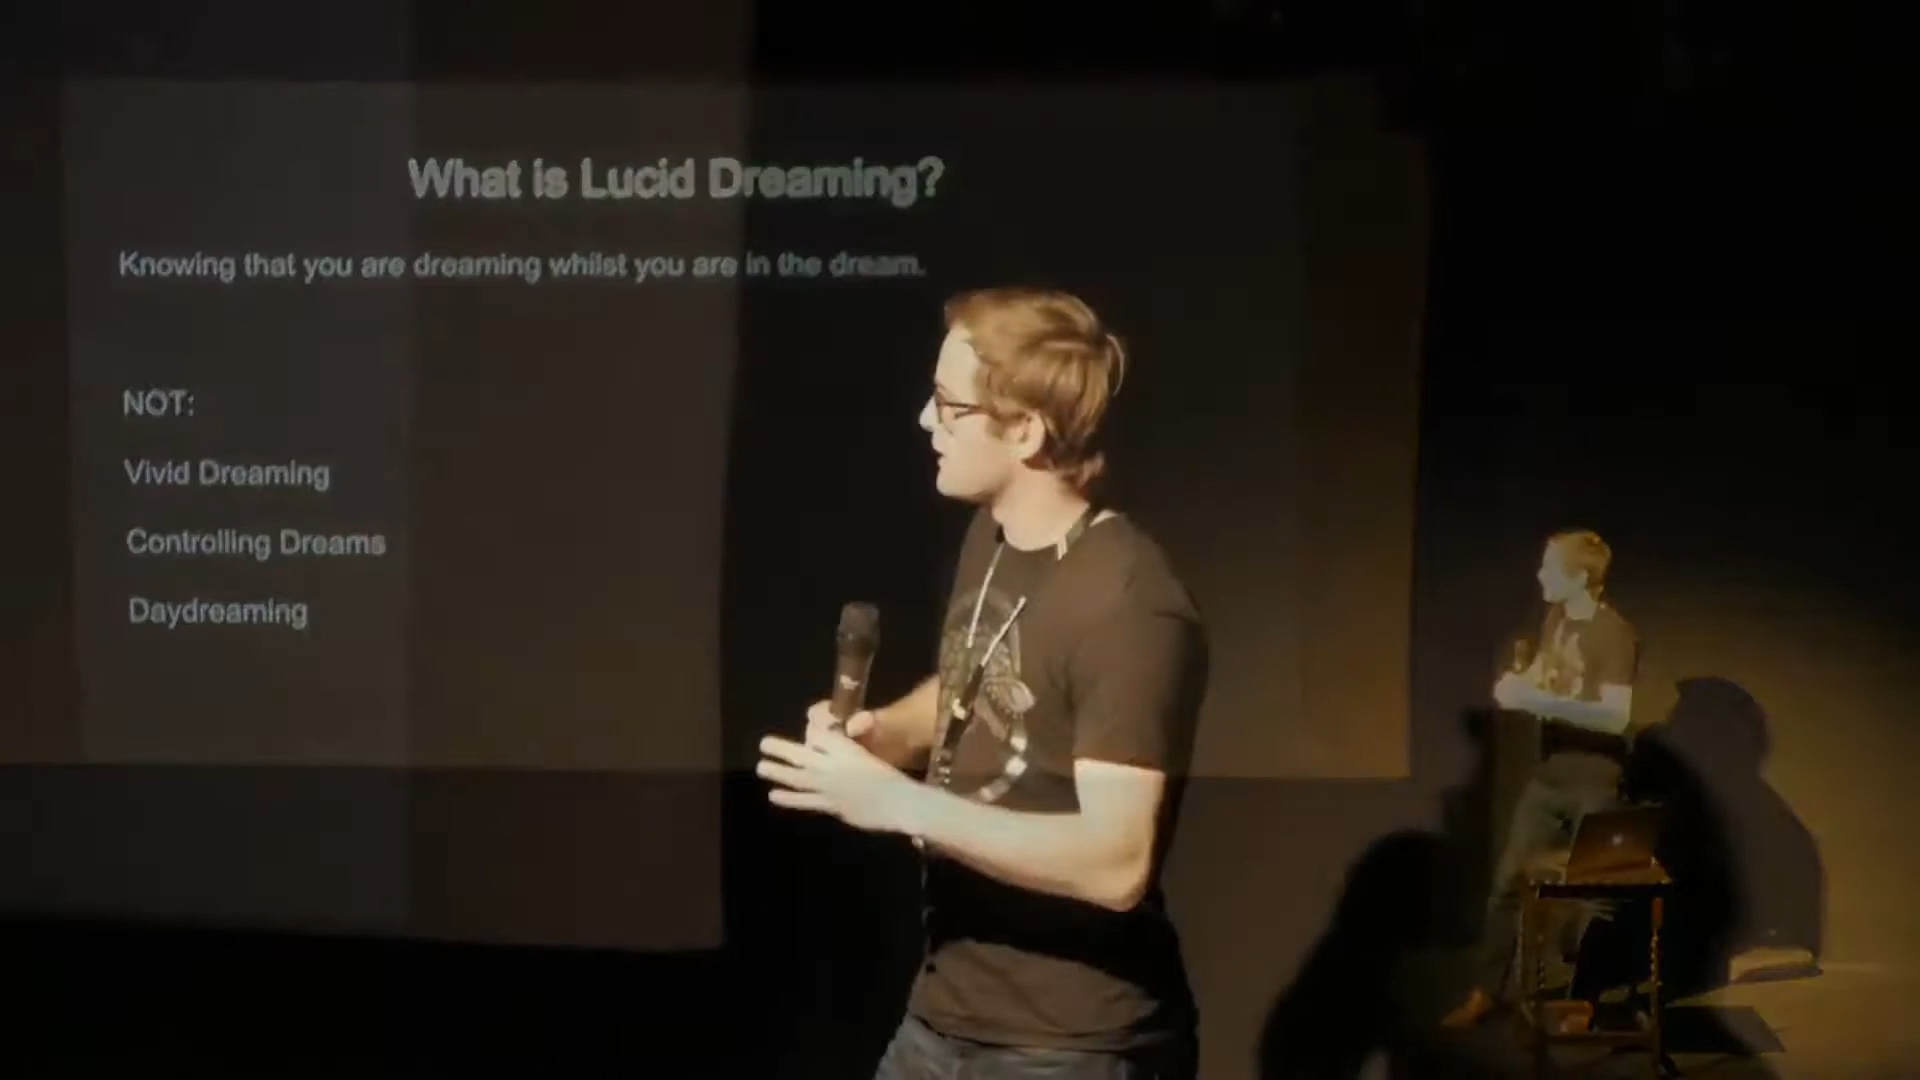 What is Lucid Dreaming?
Knowing that you are dreaming whilst you are in the dream.
NOT:
Vivid Dreaming
Controlling Dreams
Daydreaming